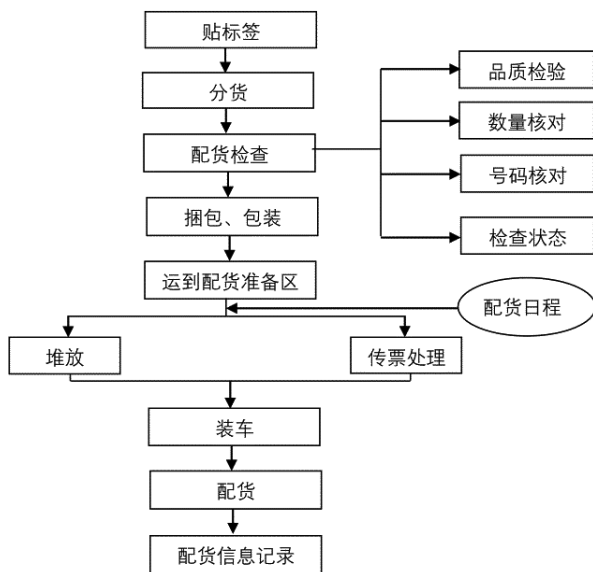 贴标签
分货
配货检查
品质检验
数量核对
号码核对
检查状态
捆包、包装
运到配货准备区
配货日程
堆放
传票处理
装车
配货
配货信息记录